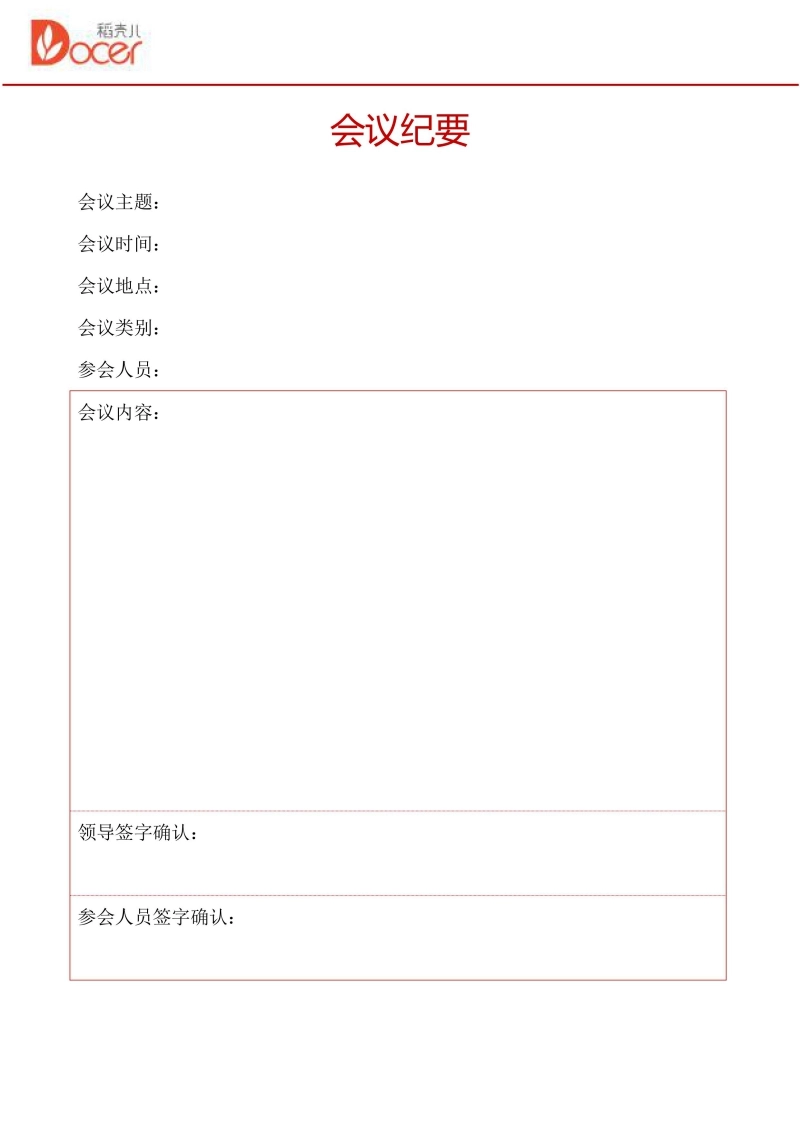 稻壳儿
Docer
会议纪要
会议主题：
会议时间：
会议地点：
会议类别：
参会人员：
会议内容：
领导签字确认：
参会人员签字确认：